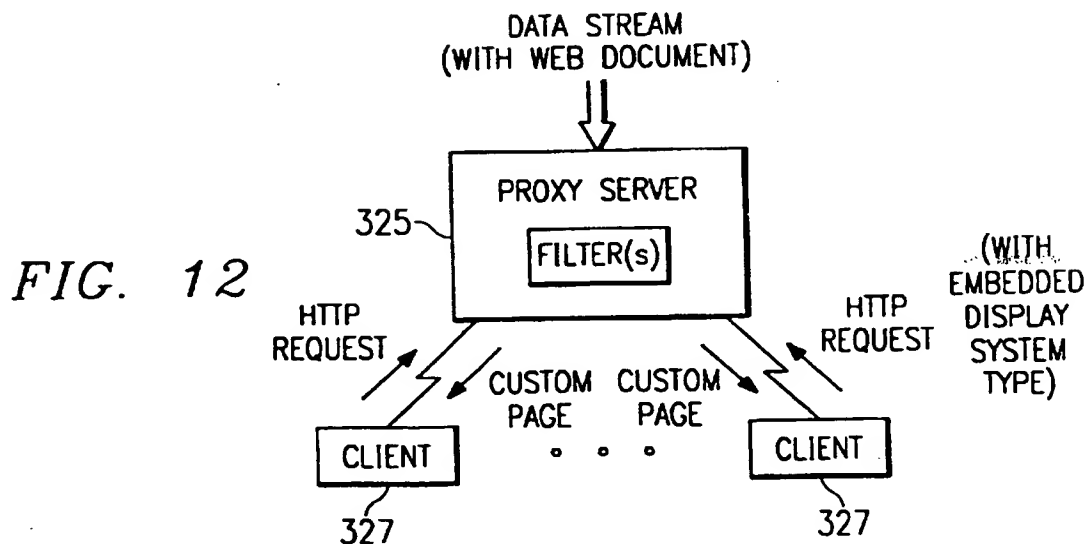 DATA STREAM
(WITH WEB DOCUMENT)
PROXY SERVER
325
FILTER(s)
FIG. 12
HTTP
REQUEST
CUSTOM
PAGE
CUSTOM
PAGE
HTTP
REQUEST
(WITH
EMBEDDED
DISPLAY
SYSTEM
TYPE)
CLIENT
CLIENT
327
327